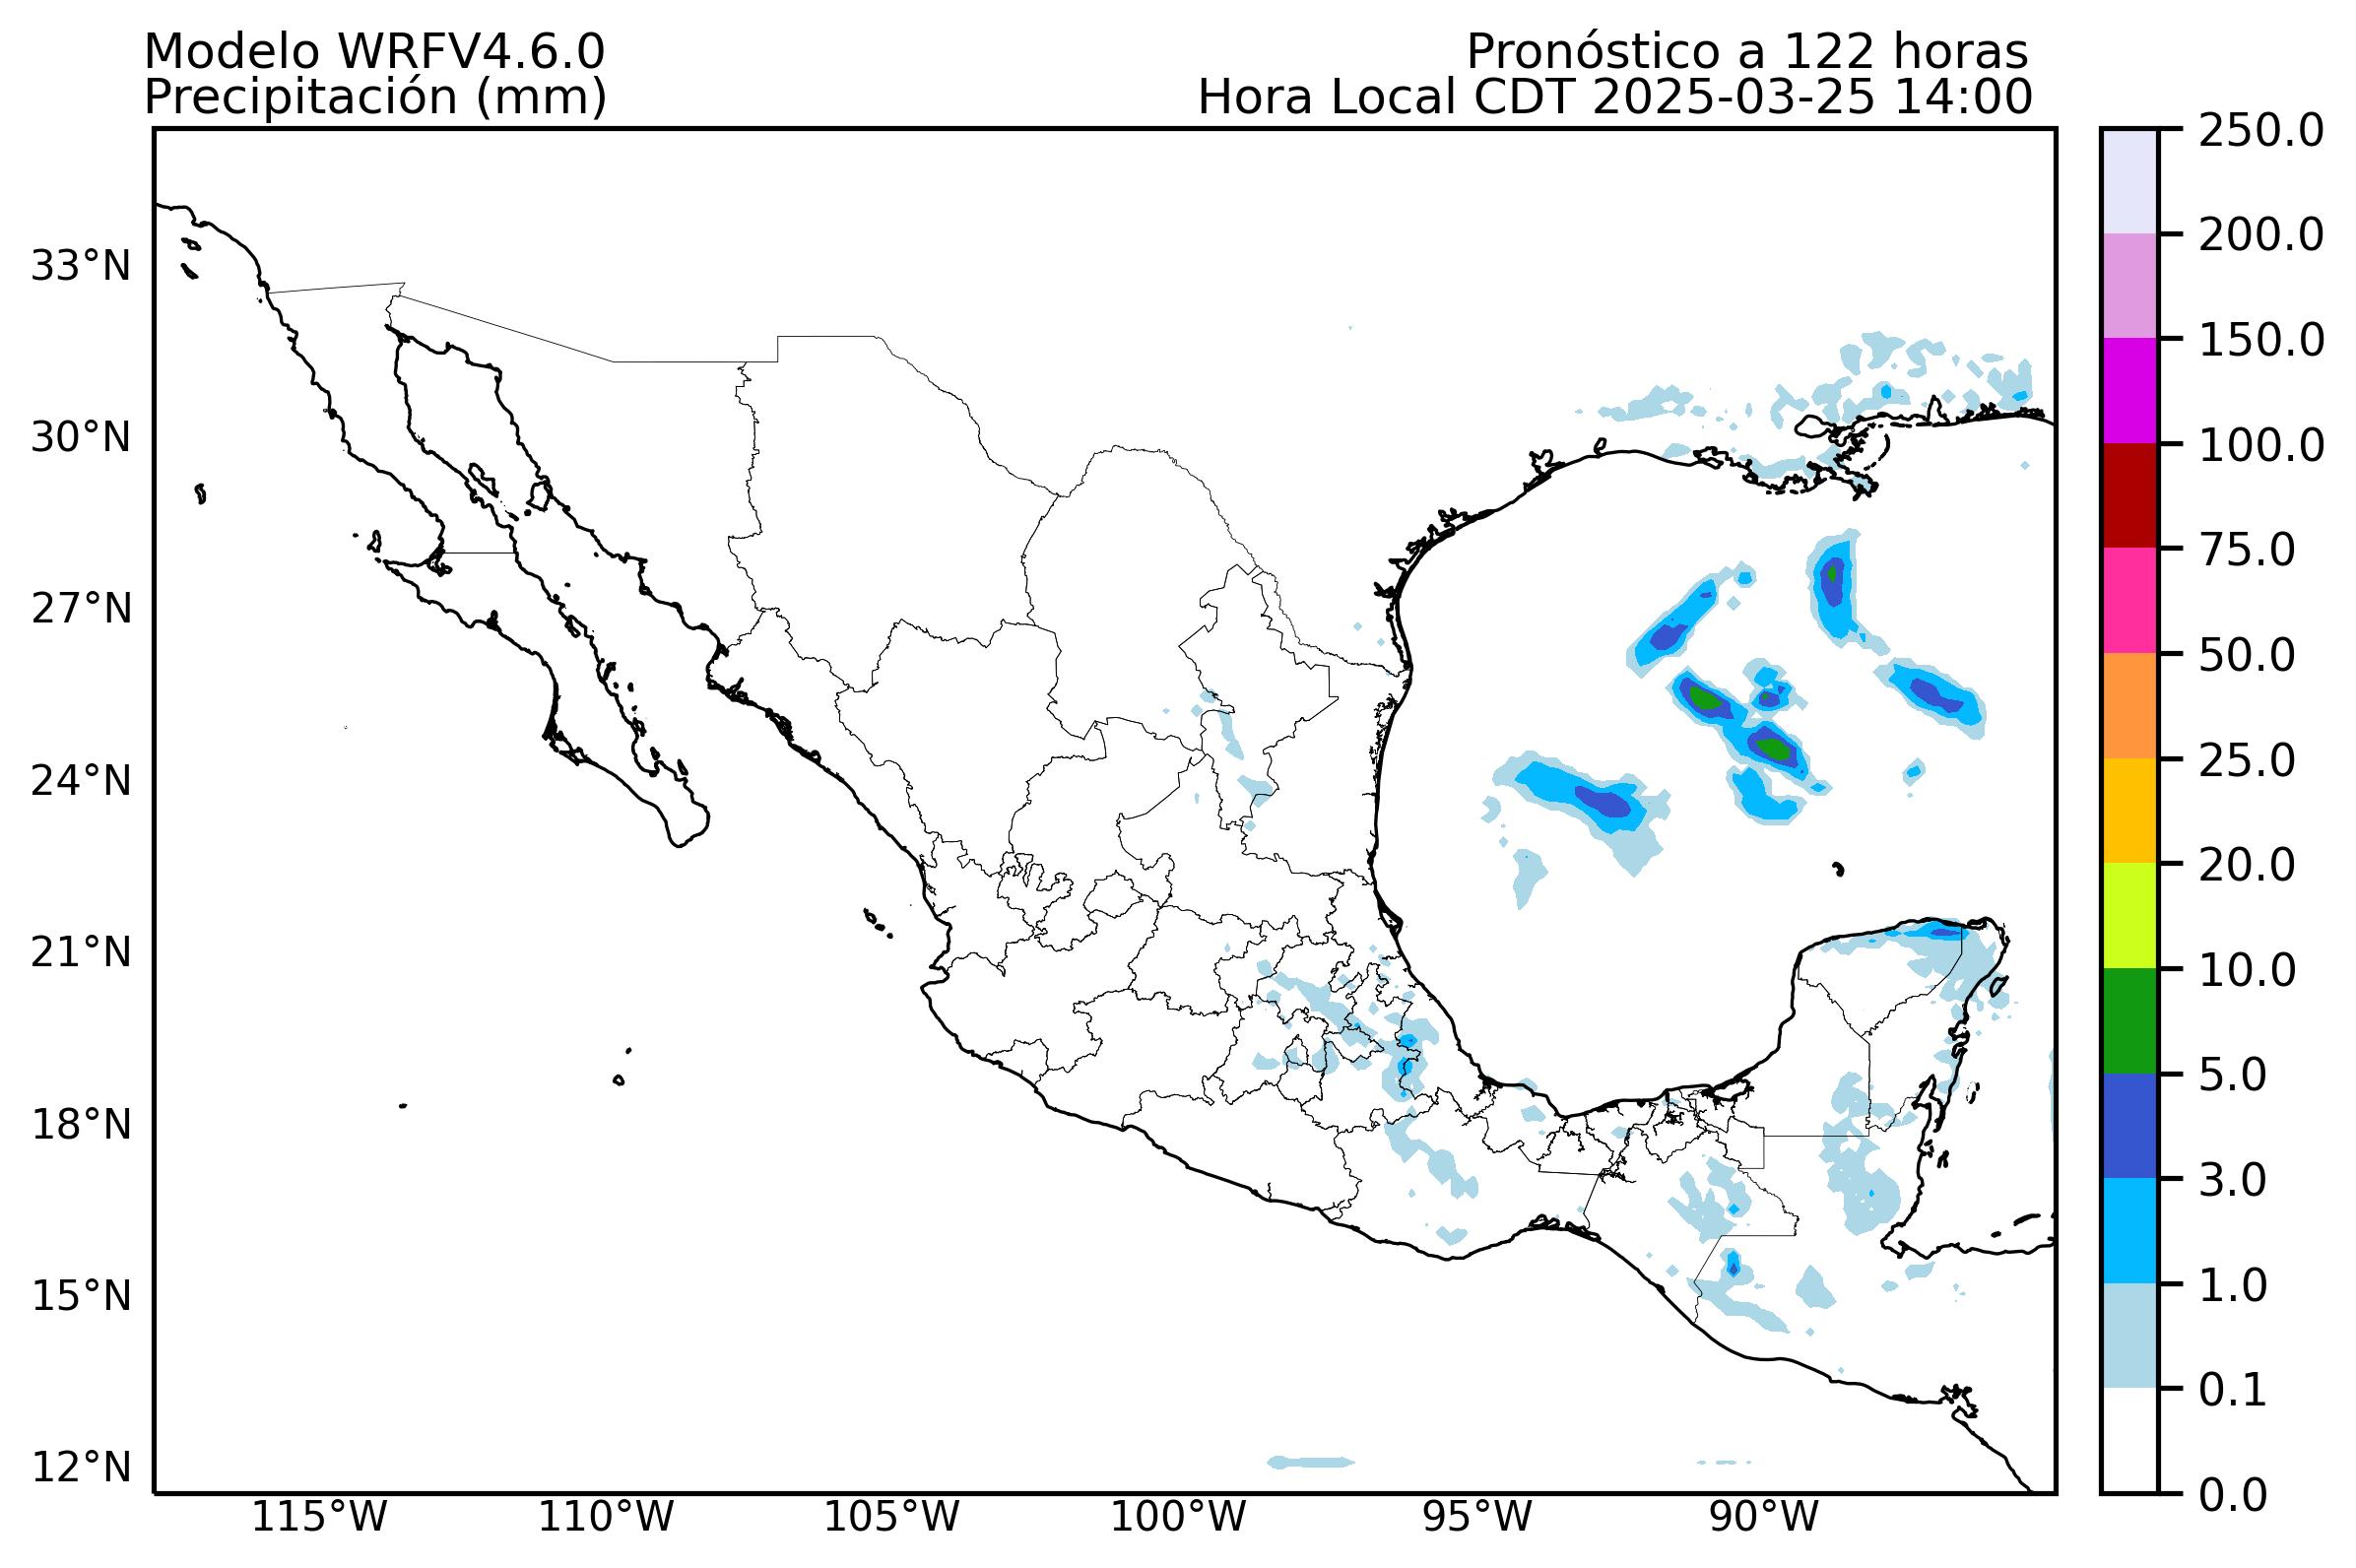 Modelo WRFV4.6.0
Precipitación (mm)
Pronóstico a 122 horas
Hora Local CDT 2025-03-25 14:00
33°N
30°N
27°N
24°N
21°N
18°N
15°N
12°N
115°W
110°W
105°W
100°W
95°W
90°W
250.0
200.0
150.0
100.0
75.0
50.0
25.0
20.0
10.0
5.0
3.0
1.0
0.1
0.0